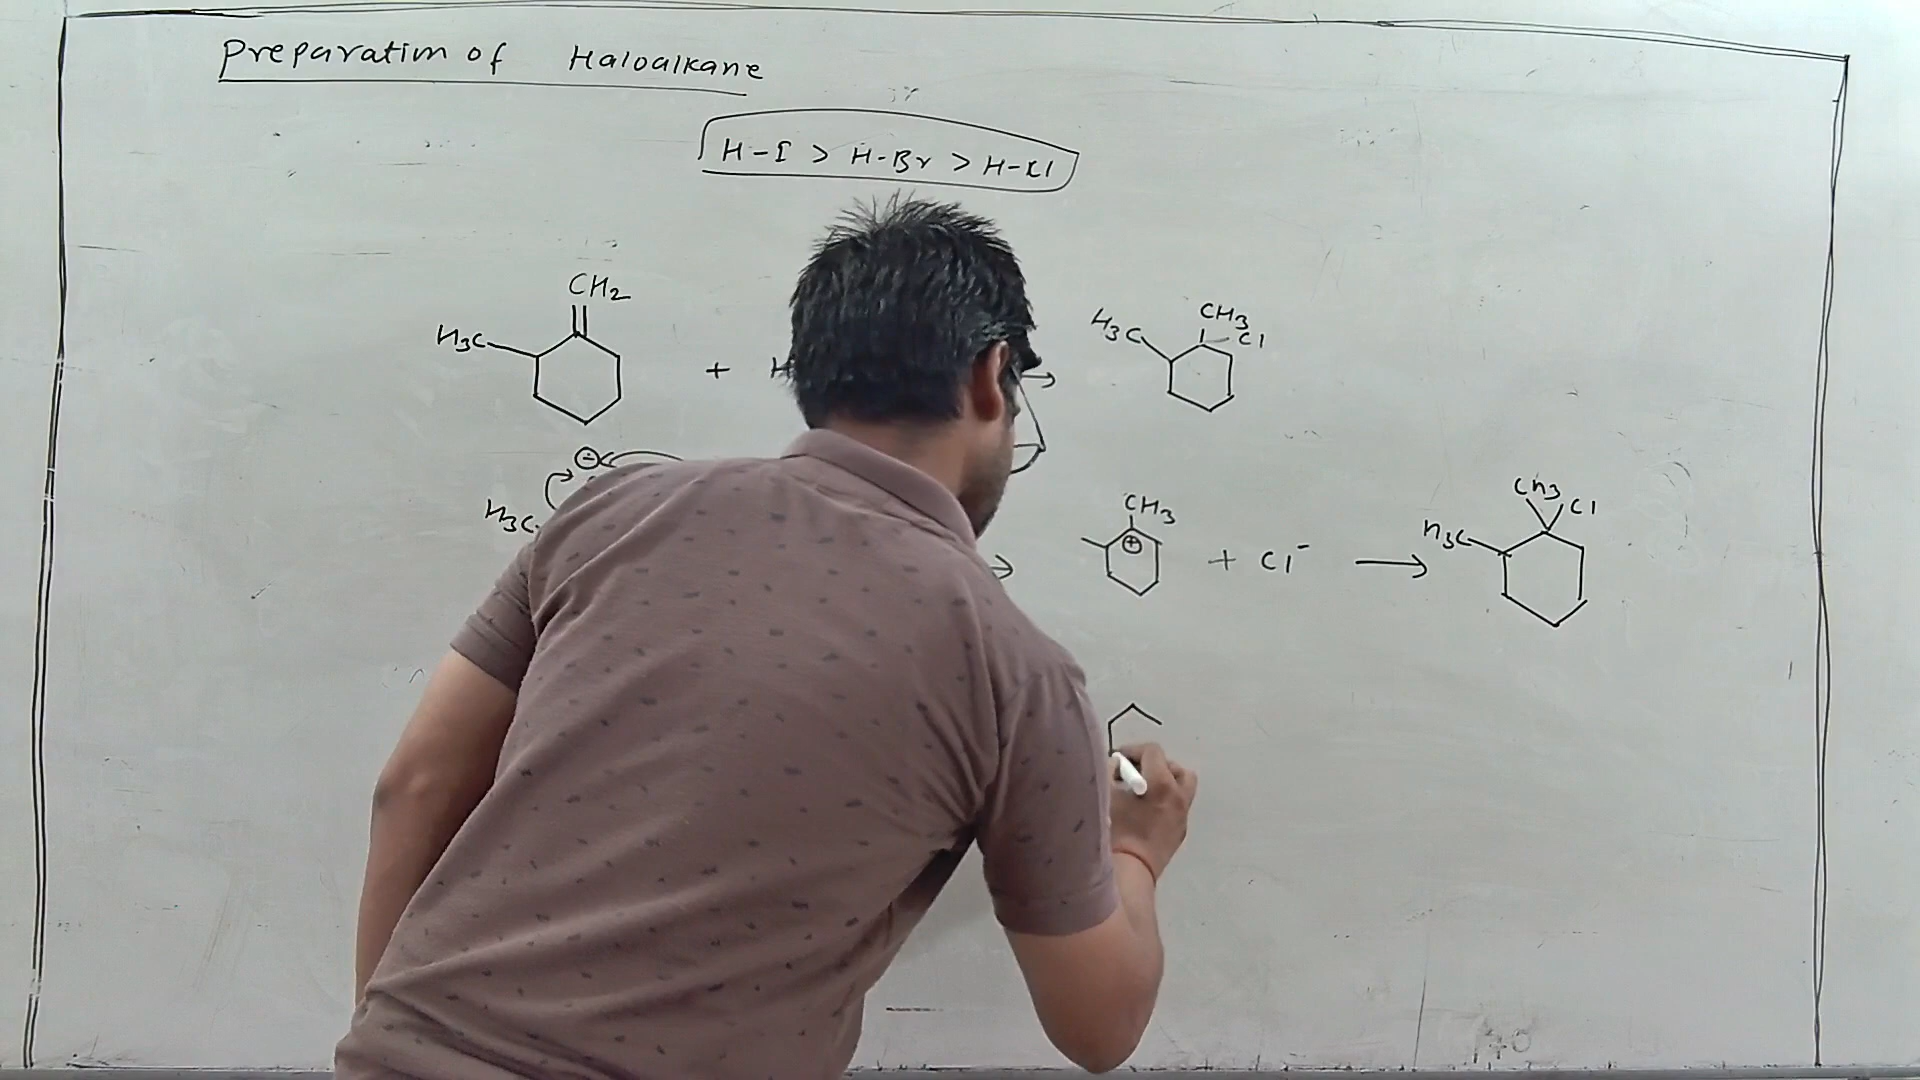 Preparation of Haloalkane
H-I > H-Br > H-Cl
CH2
H3C
+ H
→
H3C
CH3
Cl
⊖
H3C
→
CH3
⊕
+ Cl⁻ →
H3C
CH3
Cl